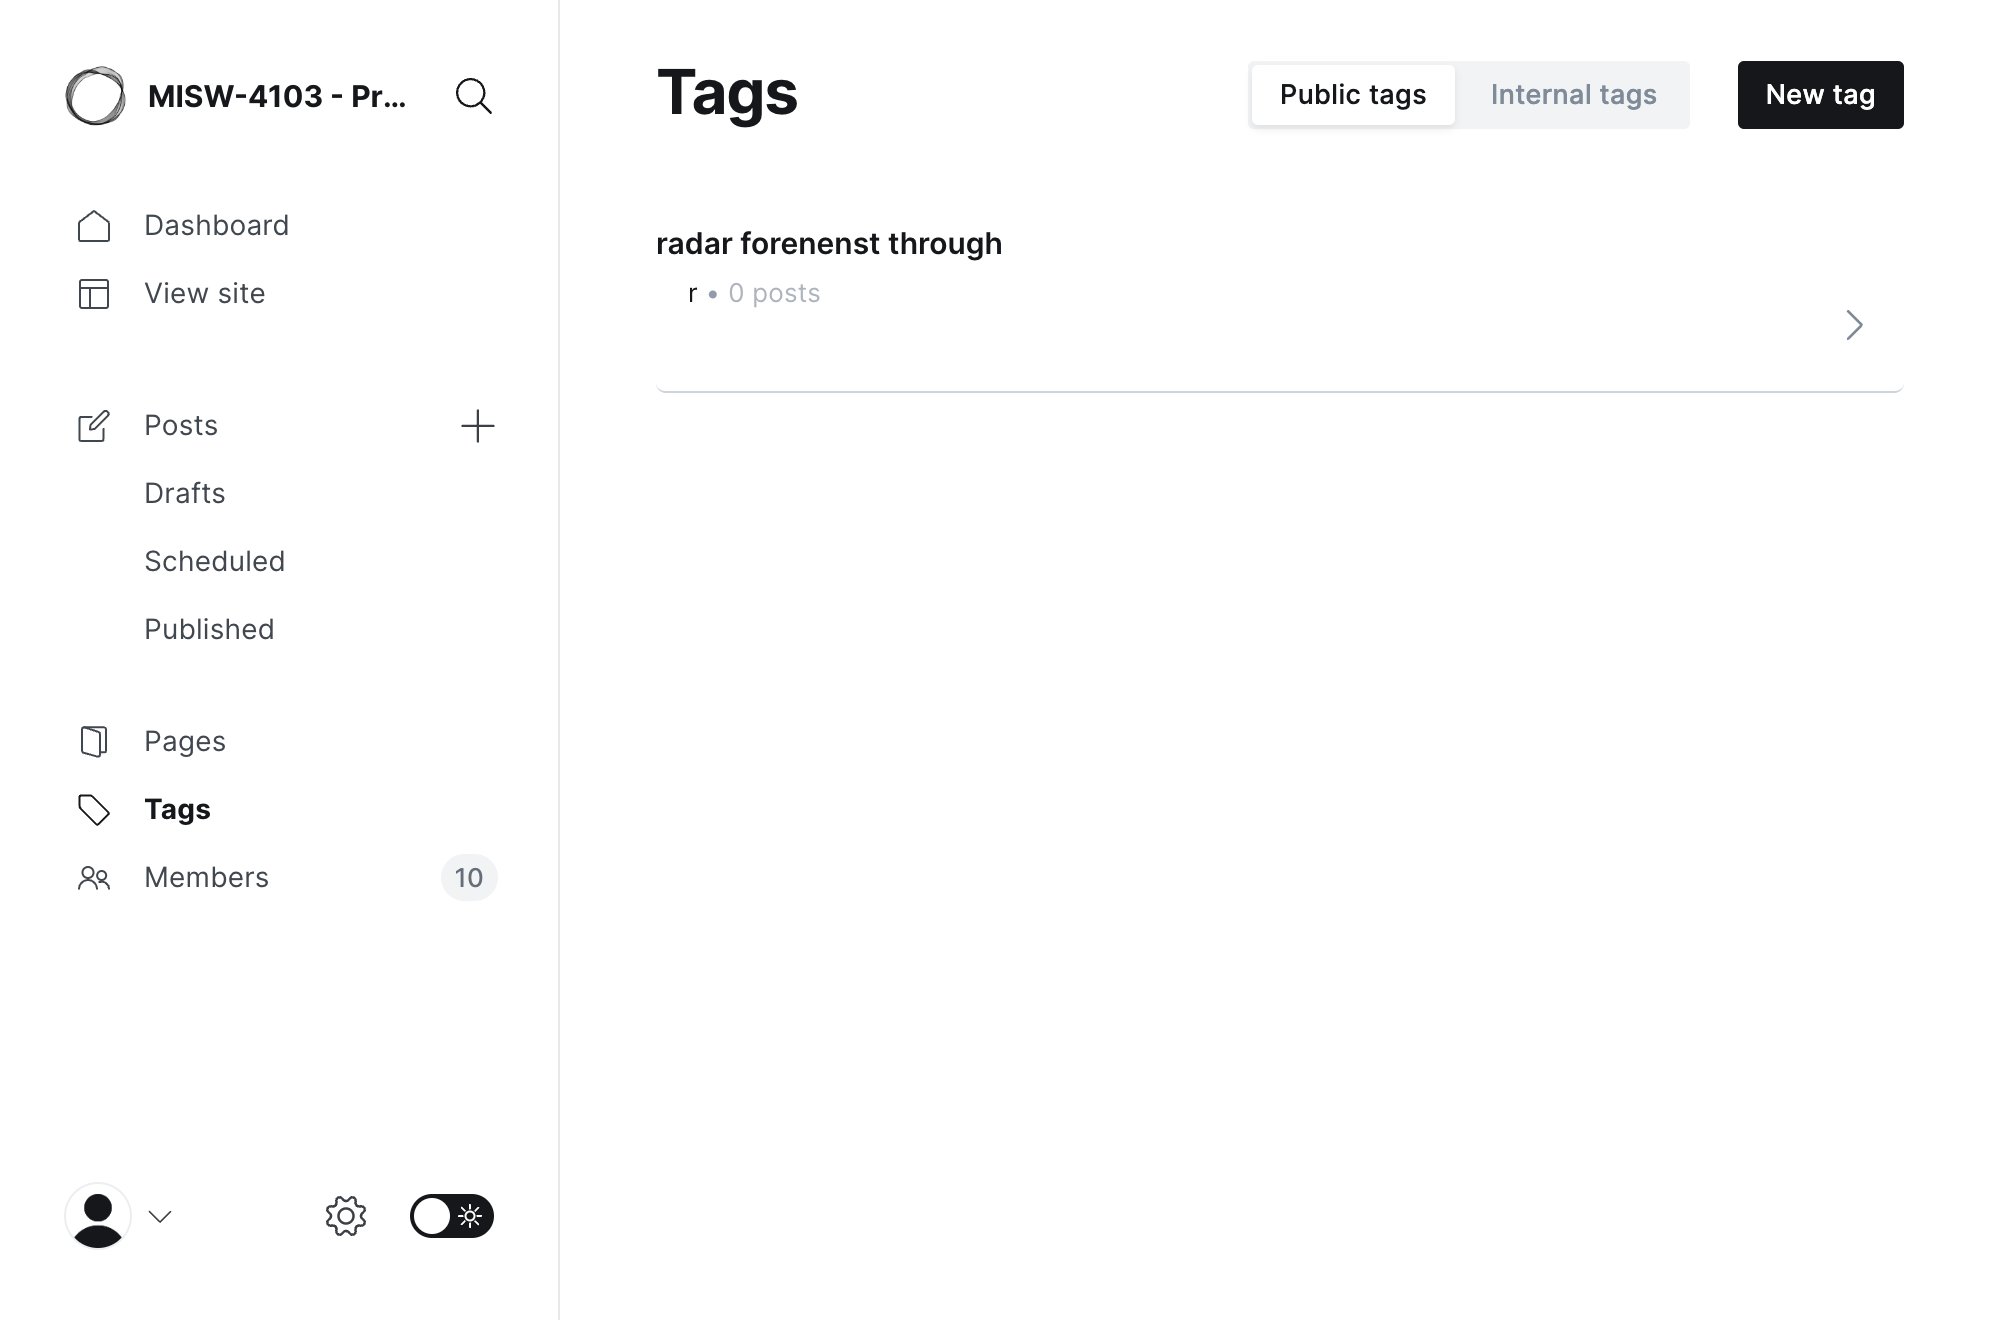 MISW-4103 - Pr...
Dashboard
View site
Posts
Drafts
Scheduled
Published
Pages
Tags
Members 10
Tags
Public tags Internal tags New tag
radar forenenst through
r • 0 posts